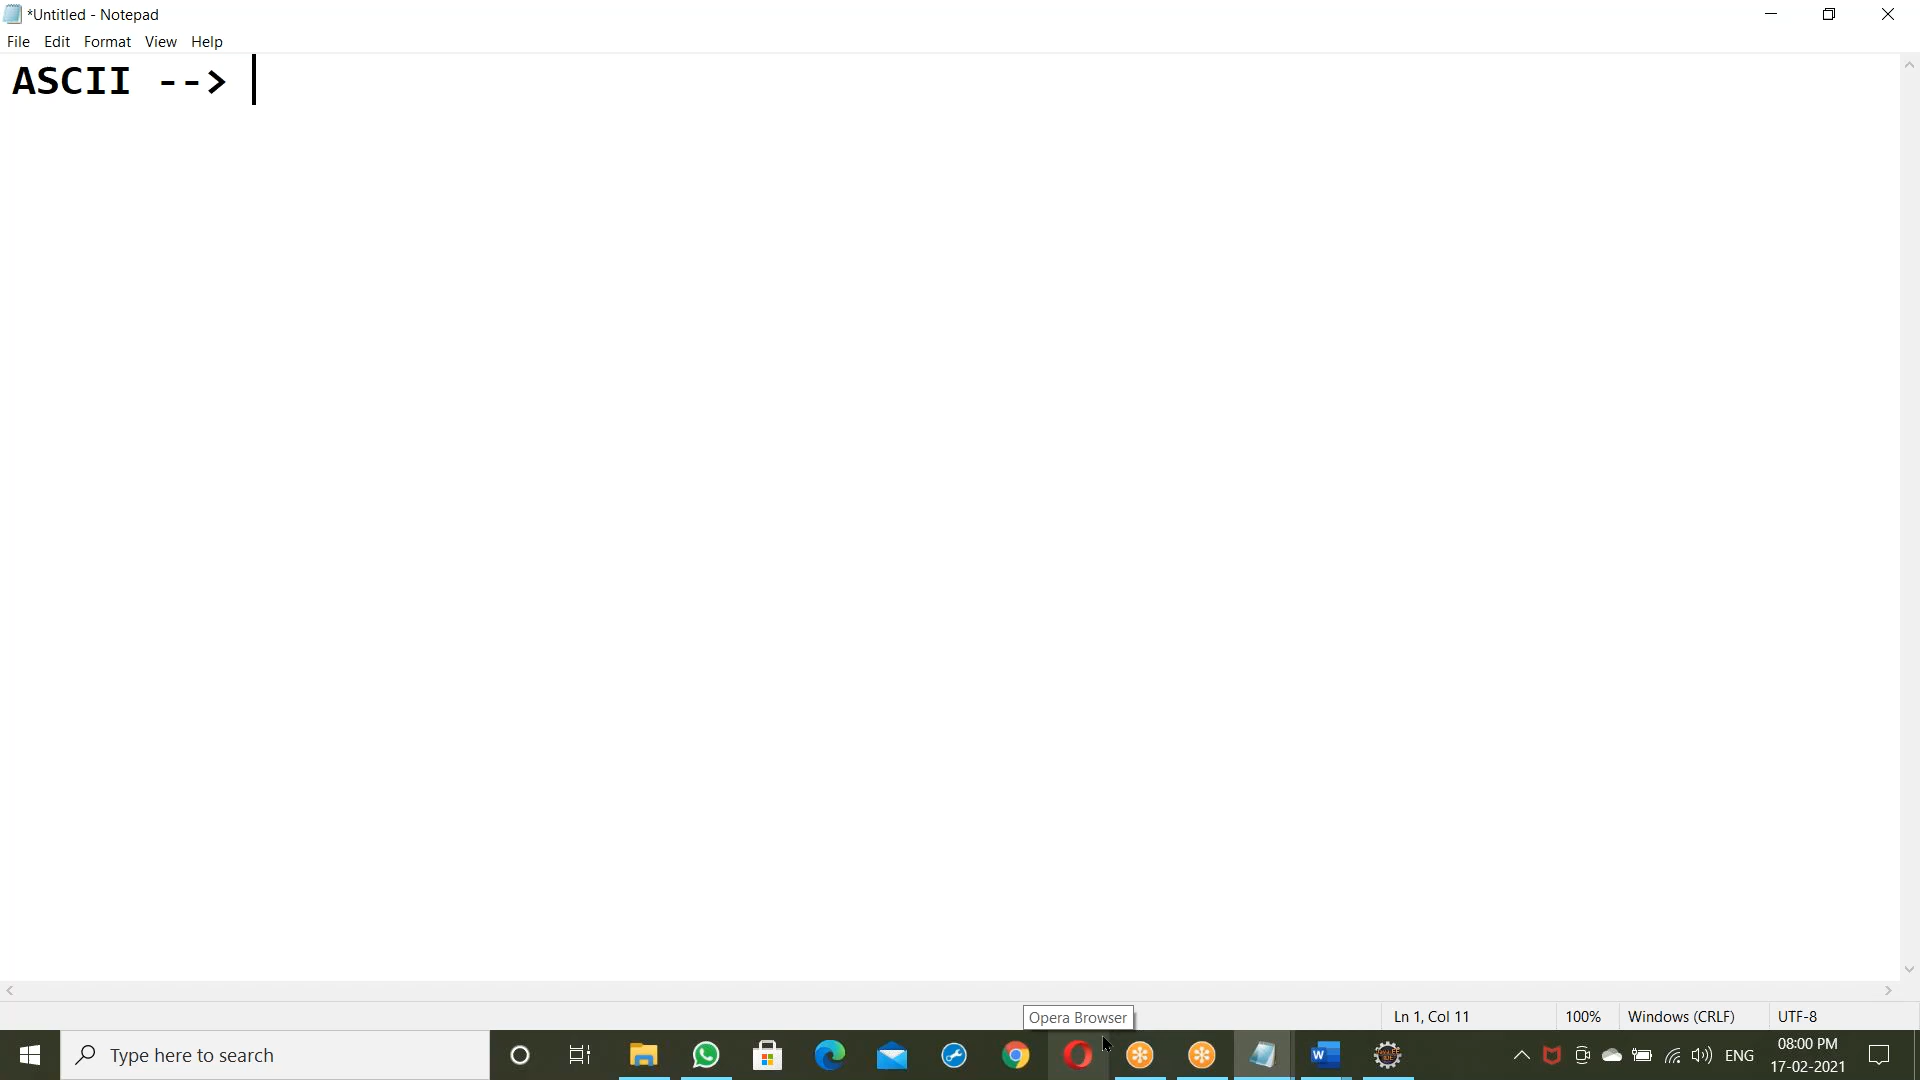 *Untitled - Notepad
File Edit Format View Help
ASCII -->
Opera Browser
Ln 1, Col 11 100% Windows (CRLF) UTF-8
Type here to search
ENG
08:00 PM
17-02-2021